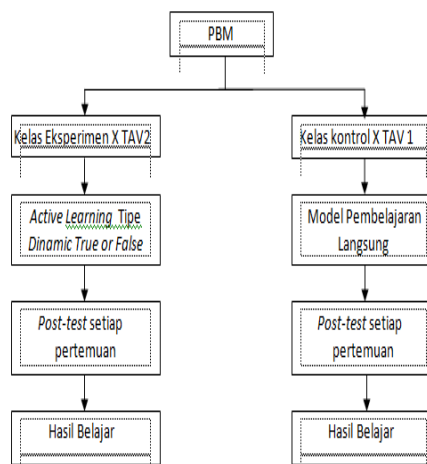 PBM
Kelas Eksperimen X TAV2
Kelas kontrol X TAV 1
Active Learning Tipe
Dinamic True or False
Model Pembelajaran
Langsung
Post-test setiap
pertemuan
Post-test setiap
pertemuan
Hasil Belajar
Hasil Belajar